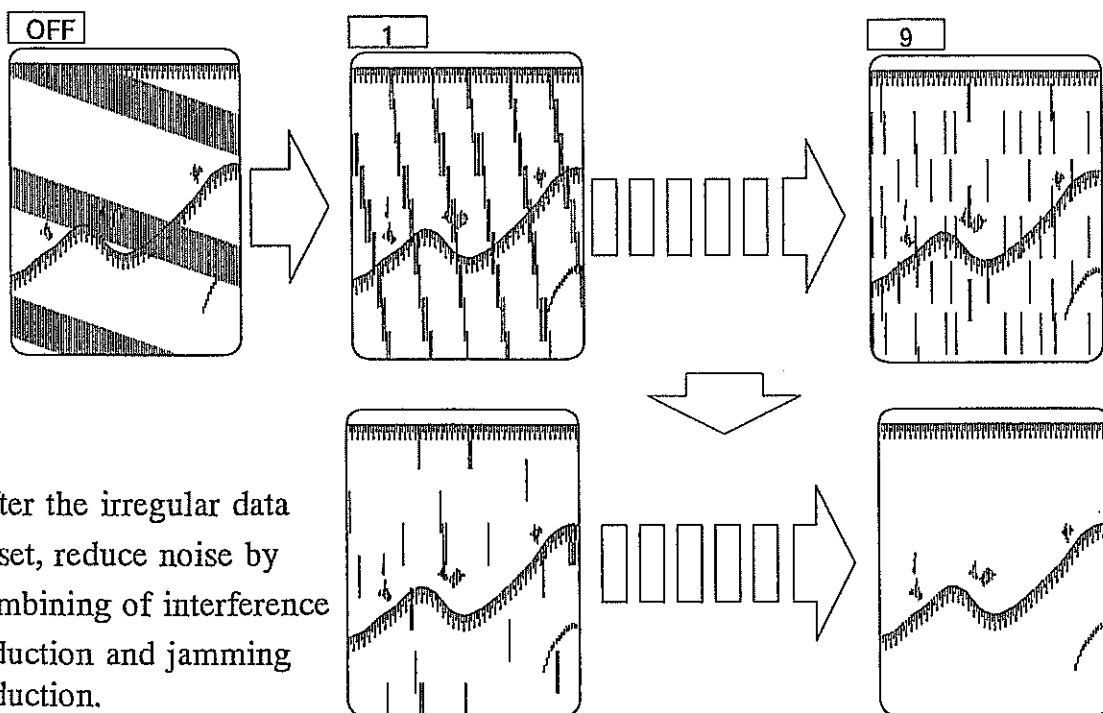 OFF
1
9
ter the irregular data
set, reduce noise by
mbining of interference
duction and jamming
duction.